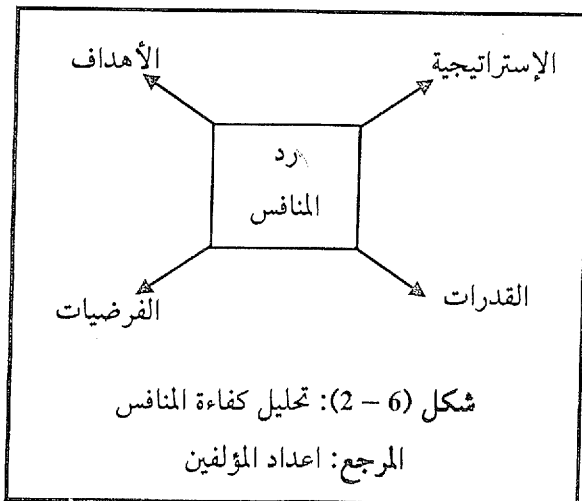 الإستراتيجية
الأهداف
رد
المنافس
القدرات
الفرضيات
شكل (6 – 2): تحليل كفاءة المنافس
المرجع: اعداد المؤلفين